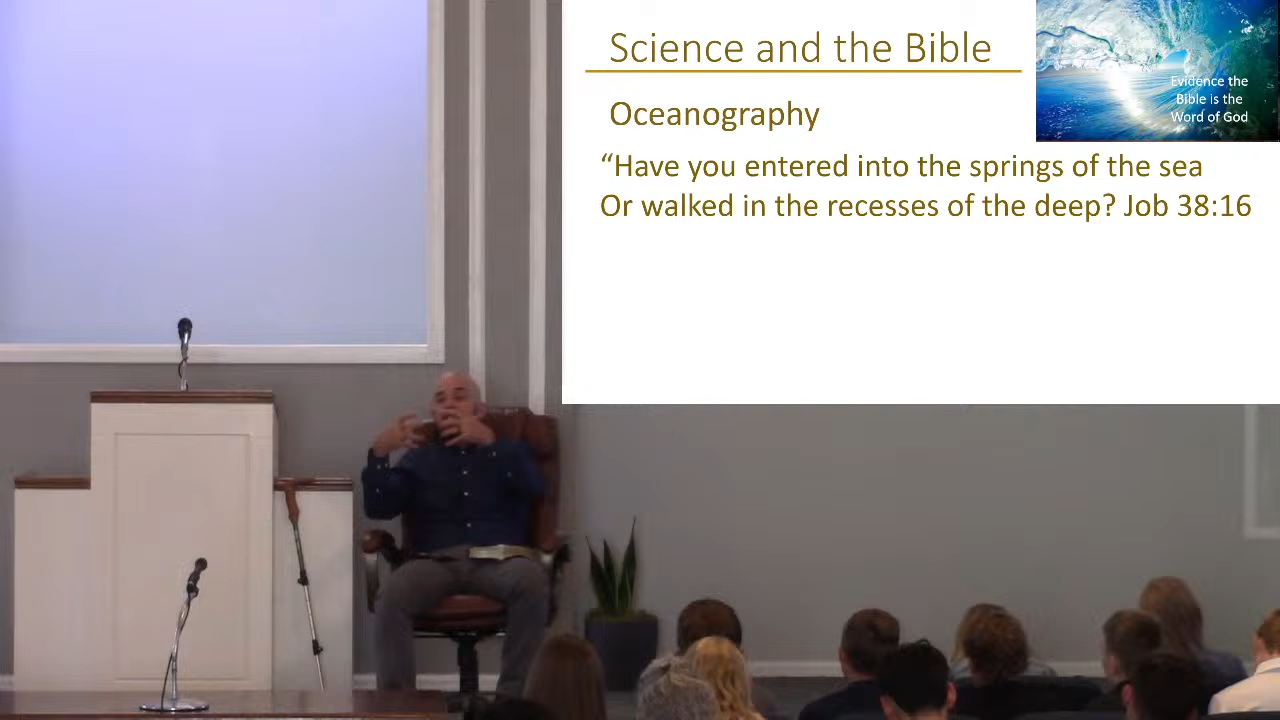 Science and the Bible
Evidence the
Bible is the
Word of God
Oceanography
“Have you entered into the springs of the sea
Or walked in the recesses of the deep? Job 38:16